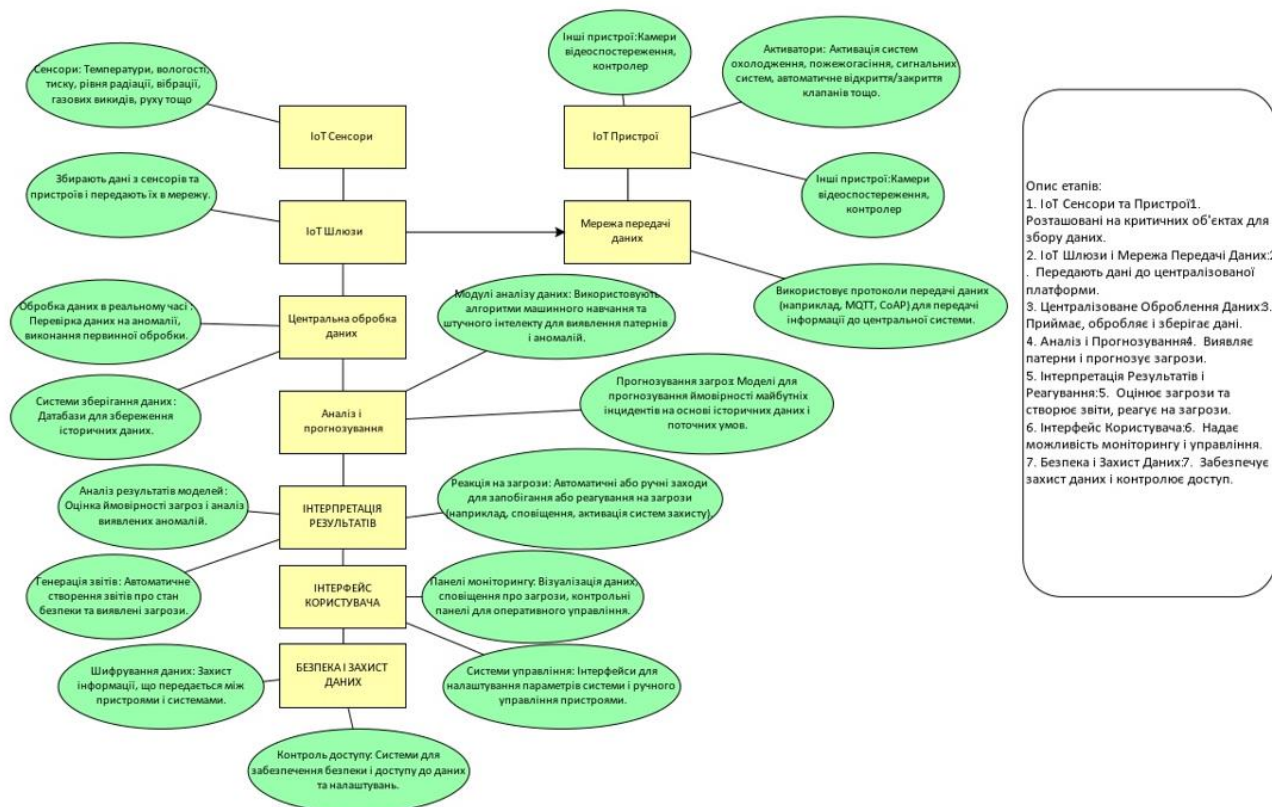 Інші пристрої:Камери
відеоспостереження,
контролер
Активатори: Активація систем
охолодження, пожежогасіння, сигнальних
систем, автоматичне відкриття/закриття
клапанів тощо.
Сенсори: Температури, вологості,
тиску, рівня радіації, вібрації,
газових викидів, руху тощо
ІоТ Сенсори
ІоТ Пристрої
Збирають дані з сенсорів та
пристроїв і передають їх в мережу.
Інші пристрої:Камери
відеоспостереження,
контролер
ІоТ Шлюзи
Мережа передачі
даних
Обробка даних в реальному часі :
Перевірка даних на аномалії,
виконання первинної обробки.
Центральна обробка
даних
Модулі аналізу даних: Використовують
алгоритми машинного навчання та
штучного інтелекту для виявлення патернів
і аномалій.
Використовує протоколи передачі даних
(наприклад, MQTT, CoAP) для передачі
інформації до центральної системи.
Системи зберігання даних :
Датабази для збереження
історичних даних.
Аналіз і
прогнозування
Прогнозування загроз: Моделі для
прогнозування ймовірності майбутніх
інцидентів на основі історичних даних і
поточних умов.
Аналіз результатів моделей :
Оцінка ймовірності загроз і аналіз
виявлених аномалій.
ІНТЕРПРЕТАЦІЯ
РЕЗУЛЬТАТІВ
Реакція на загрози: Автоматичні або ручні заходи
для запобігання або реагування на загрози
(наприклад, сповіщення, активація систем захисту).
Генерація звітів : Автоматичне
створення звітів про стан
безпеки та виявлені загрози.
ІНТЕРФЕЙС
КОРИСТУВАЧА
Панелі моніторингу: Візуалізація даних,
сповіщення про загрози, контрольні
панелі для оперативного управління.
Шифрування даних: Захист
інформації, що передається між
пристроями і системами.
БЕЗПЕКА І ЗАХИСТ
ДАНИХ
Системи управління: Інтерфейси для
налаштування параметрів системи і ручного
управління пристроями.
Контроль доступу: Системи для
забезпечення безпеки і доступу до даних
та налаштувань.
Опис етапів:
1. ІоТ Сенсори та Пристрої1.
Розташовані на критичних об'єктах для
збору даних.
2. ІоТ Шлюзи і Мережа Передачі Даних:2
. Передають дані до централізованої
платформи.
3. Централізоване Оброблення Даних:3.
Приймає, обробляє і зберігає дані.
4. Аналіз і Прогнозування4. Виявляє
патерни і прогнозує загрози.
5. Інтерпретація Результатів і
Реагування:5. Оцінює загрози та
створює звіти, реагує на загрози.
6. Інтерфейс Користувача:6. Надає
можливість моніторингу і управління.
7. Безпека і Захист Даних:7. Забезпечує
захист даних і контролює доступ.